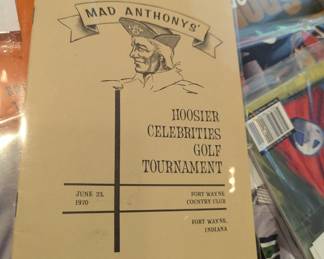 MAD ANTHONYS'
HOOSIER
CELEBRITIES
GOLF
TOURNAMENT
JUNE 23,
1970
FORT WAYNE
COUNTRY CLUB
FORT WAYNE,
INDIANA